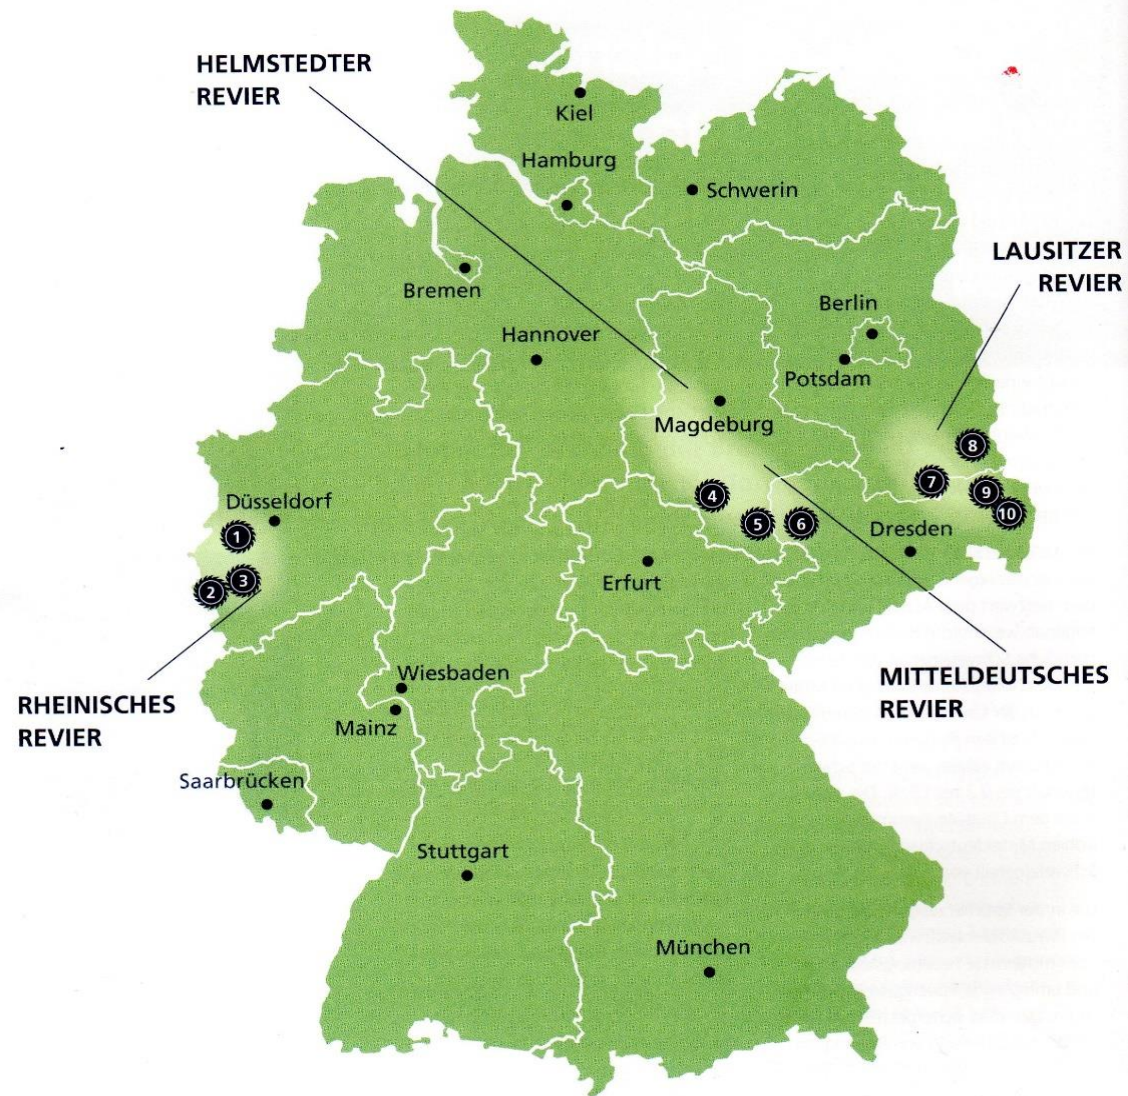 HELMSTEDTER
REVIER
Kiel
Hamburg
Schwerin
LAUSITZER
REVIER
Bremen
Berlin
Hannover
Potsdam
Magdeburg
8
7
9
4
10
Düsseldorf
5
6
1
Dresden
3
2
Erfurt
Wiesbaden
MITTELDEUTSCHES
REVIER
RHEINISCHES
REVIER
Mainz
Saarbrücken
Stuttgart
München